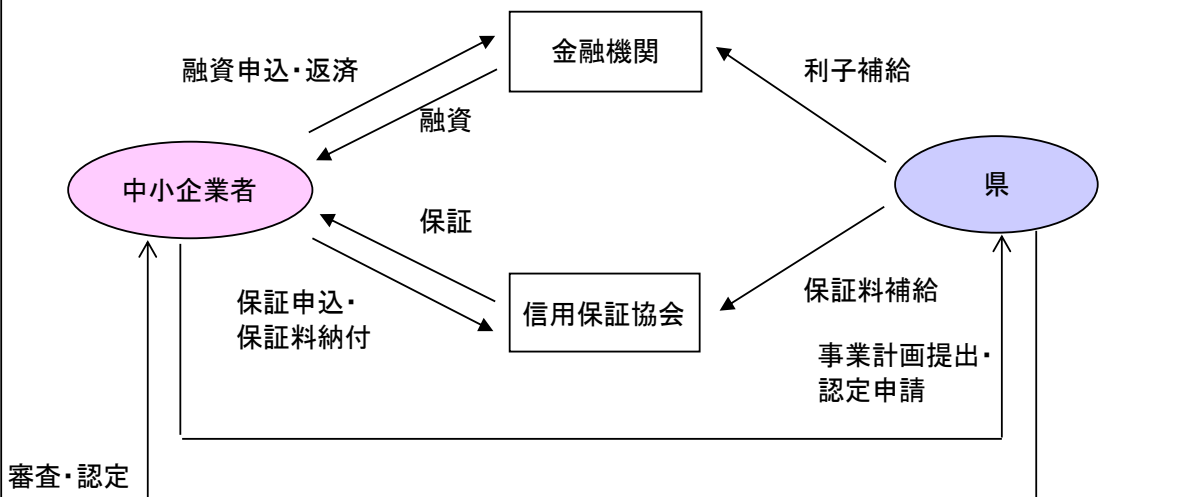 金融機関
融資申込・返済
利子補給
融資
中小企業者
県
保証
保証申込・
保証料納付
信用保証協会
保証料補給
事業計画提出・
認定申請
審査・認定